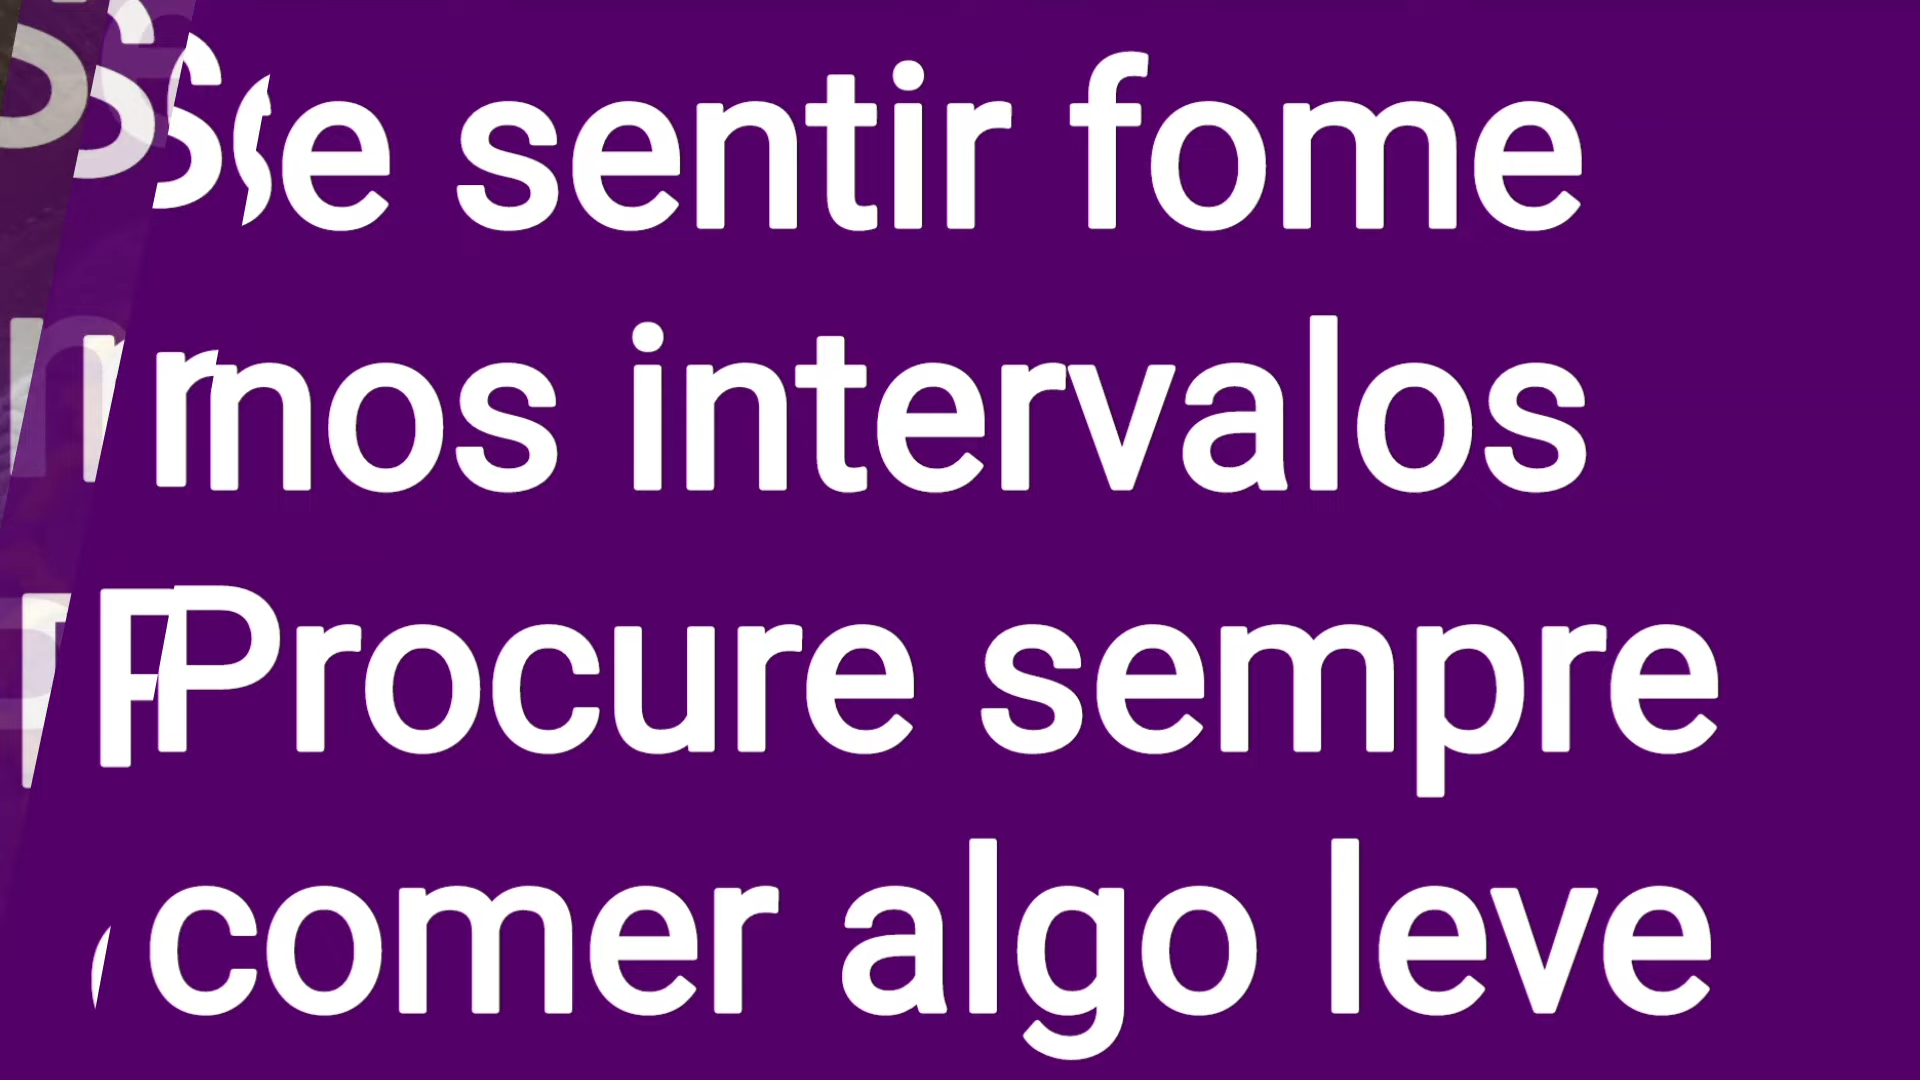 Se sentir fome
nos intervalos
Procure sempre
comer algo leve